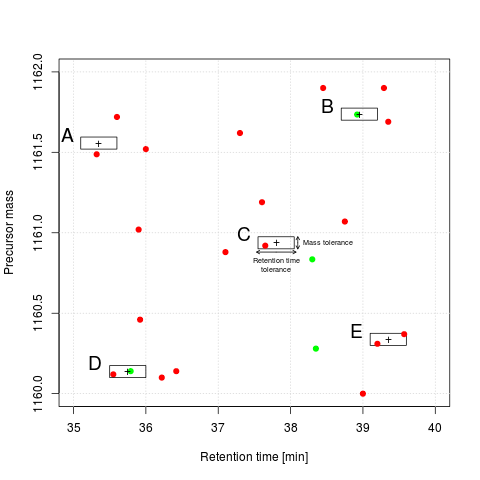 1162.0
B
A
1161.5
Precursor mass
C
Mass tolerance
1161.0
Retention time
tolerance
1160.5
E
D
1160.0
35 36 37 38 39 40
Retention time [min]